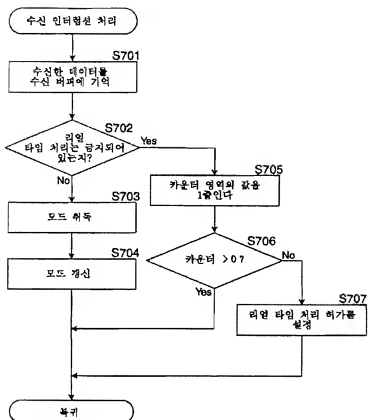 수신 인터럽션 처리
S701
수신한 데이터를
수신 버퍼에 기억
S702
리얼
타임 처리는 금지되어
있는지?
Yes
No
S703
모드 취득
S704
모드 갱신
S705
카운터 영역의 값을
1줄인다
S706
카운터 > 0 ?
No
Yes
S707
리얼 타임 처리 허가를
설정
복귀